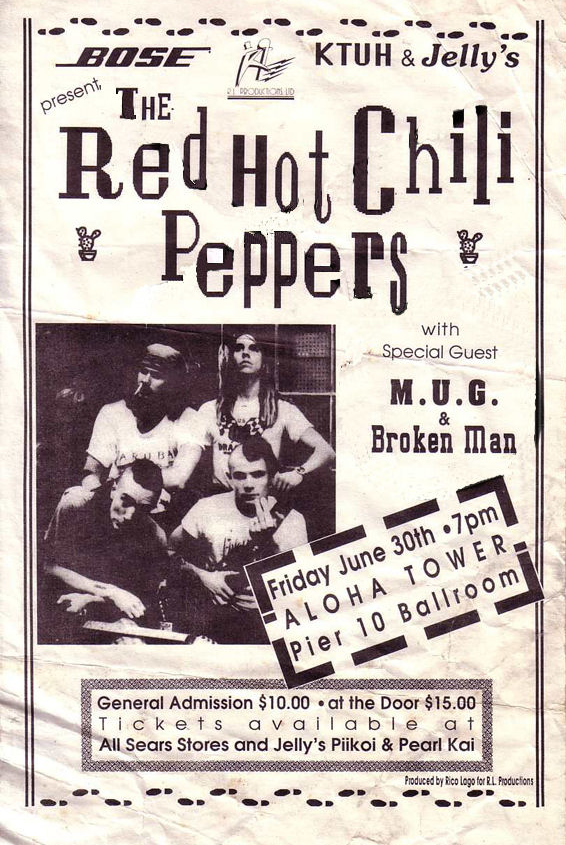 BOSE
R.L. PRODUCTIONS LTD
KTUH & Jelly's
present
THE
Red Hot Chili
Peppers
with
Special Guest
M.U.G.
&
Broken Man
ARUBA
Friday June 30th • 7pm
ALOHA TOWER
Pier 10 Ballroom
General Admission $10.00 • at the Door $15.00
Tickets available at
All Sears Stores and Jelly's Piikoi & Pearl Kai
Produced by Rico Lago for R.L. Productions